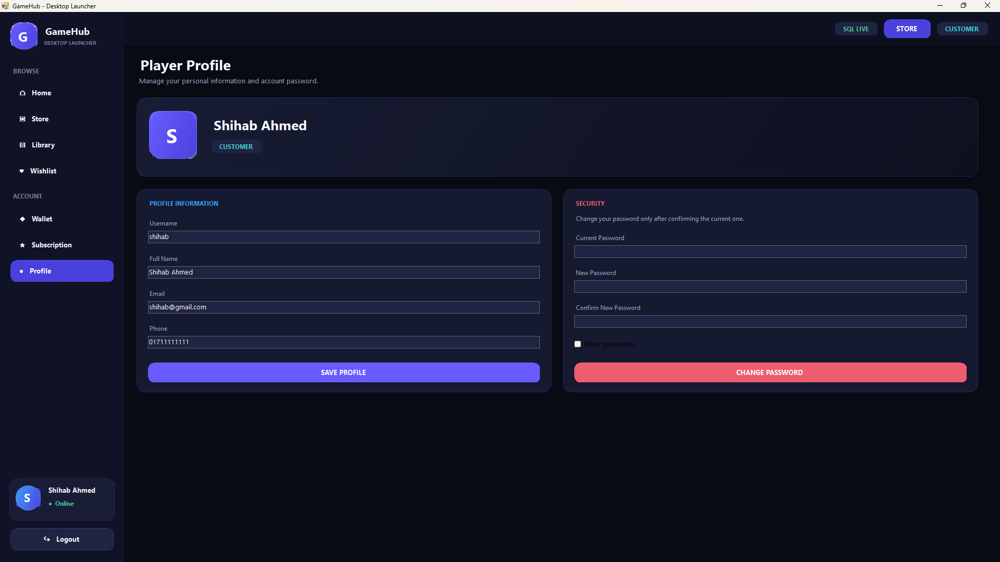 GameHub - Desktop Launcher
G
GameHub
DESKTOP LAUNCHER
SQL LIVE
STORE
CUSTOMER
BROWSE
Home
Store
Library
Wishlist
ACCOUNT
Wallet
Subscription
Profile
Player Profile
Manage your personal information and account password.
S
Shihab Ahmed
CUSTOMER
PROFILE INFORMATION
Username
shihab
Full Name
Shihab Ahmed
Email
shihab@gmail.com
Phone
01711111111
SAVE PROFILE
SECURITY
Change your password only after confirming the current one.
Current Password
New Password
Confirm New Password
Show passwords
CHANGE PASSWORD
S
Shihab Ahmed
Online
Logout